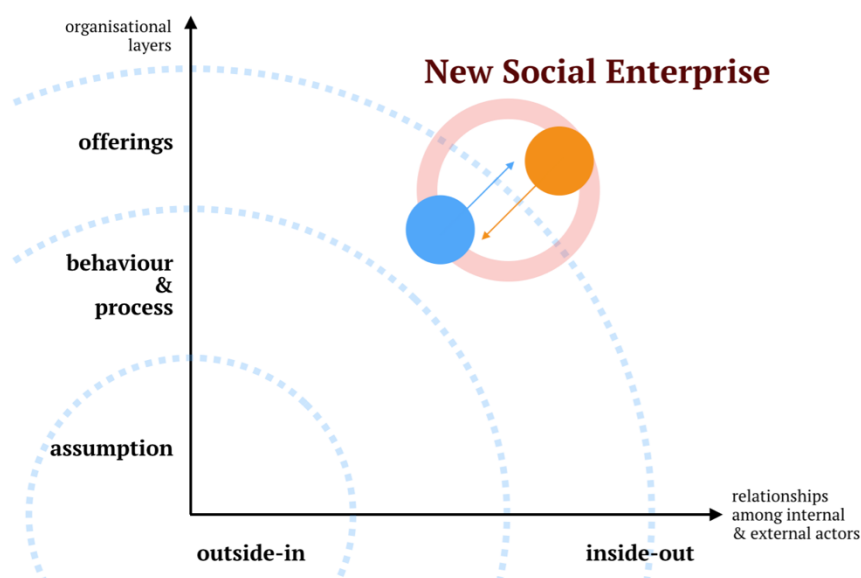 organisational
layers
New Social Enterprise
offerings
behaviour
&
process
assumption
relationships
among internal
& external actors
outside-in
inside-out